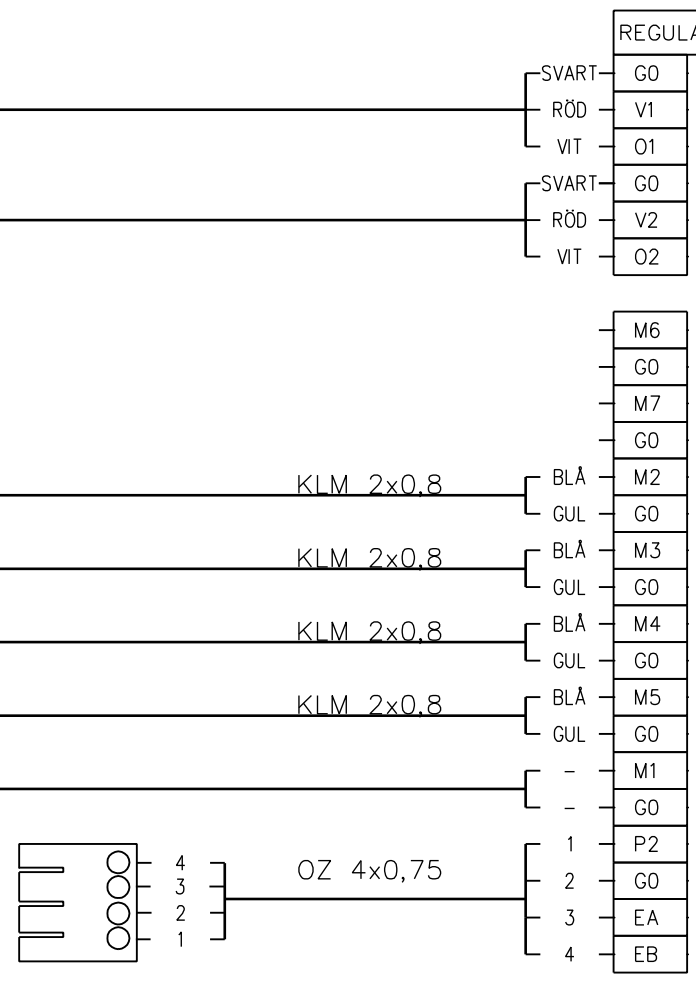 REGULA
SVART G0
RÖD V1
VIT O1
SVART G0
RÖD V2
VIT O2
M6
G0
M7
G0
KLM 2x0,8 BLÅ M2
GUL G0
KLM 2x0,8 BLÅ M3
GUL G0
KLM 2x0,8 BLÅ M4
GUL G0
KLM 2x0,8 BLÅ M5
GUL G0
- M1
- G0
1 P2
4 OZ 4x0,75
3 2 G0
2 3 EA
1 4 EB